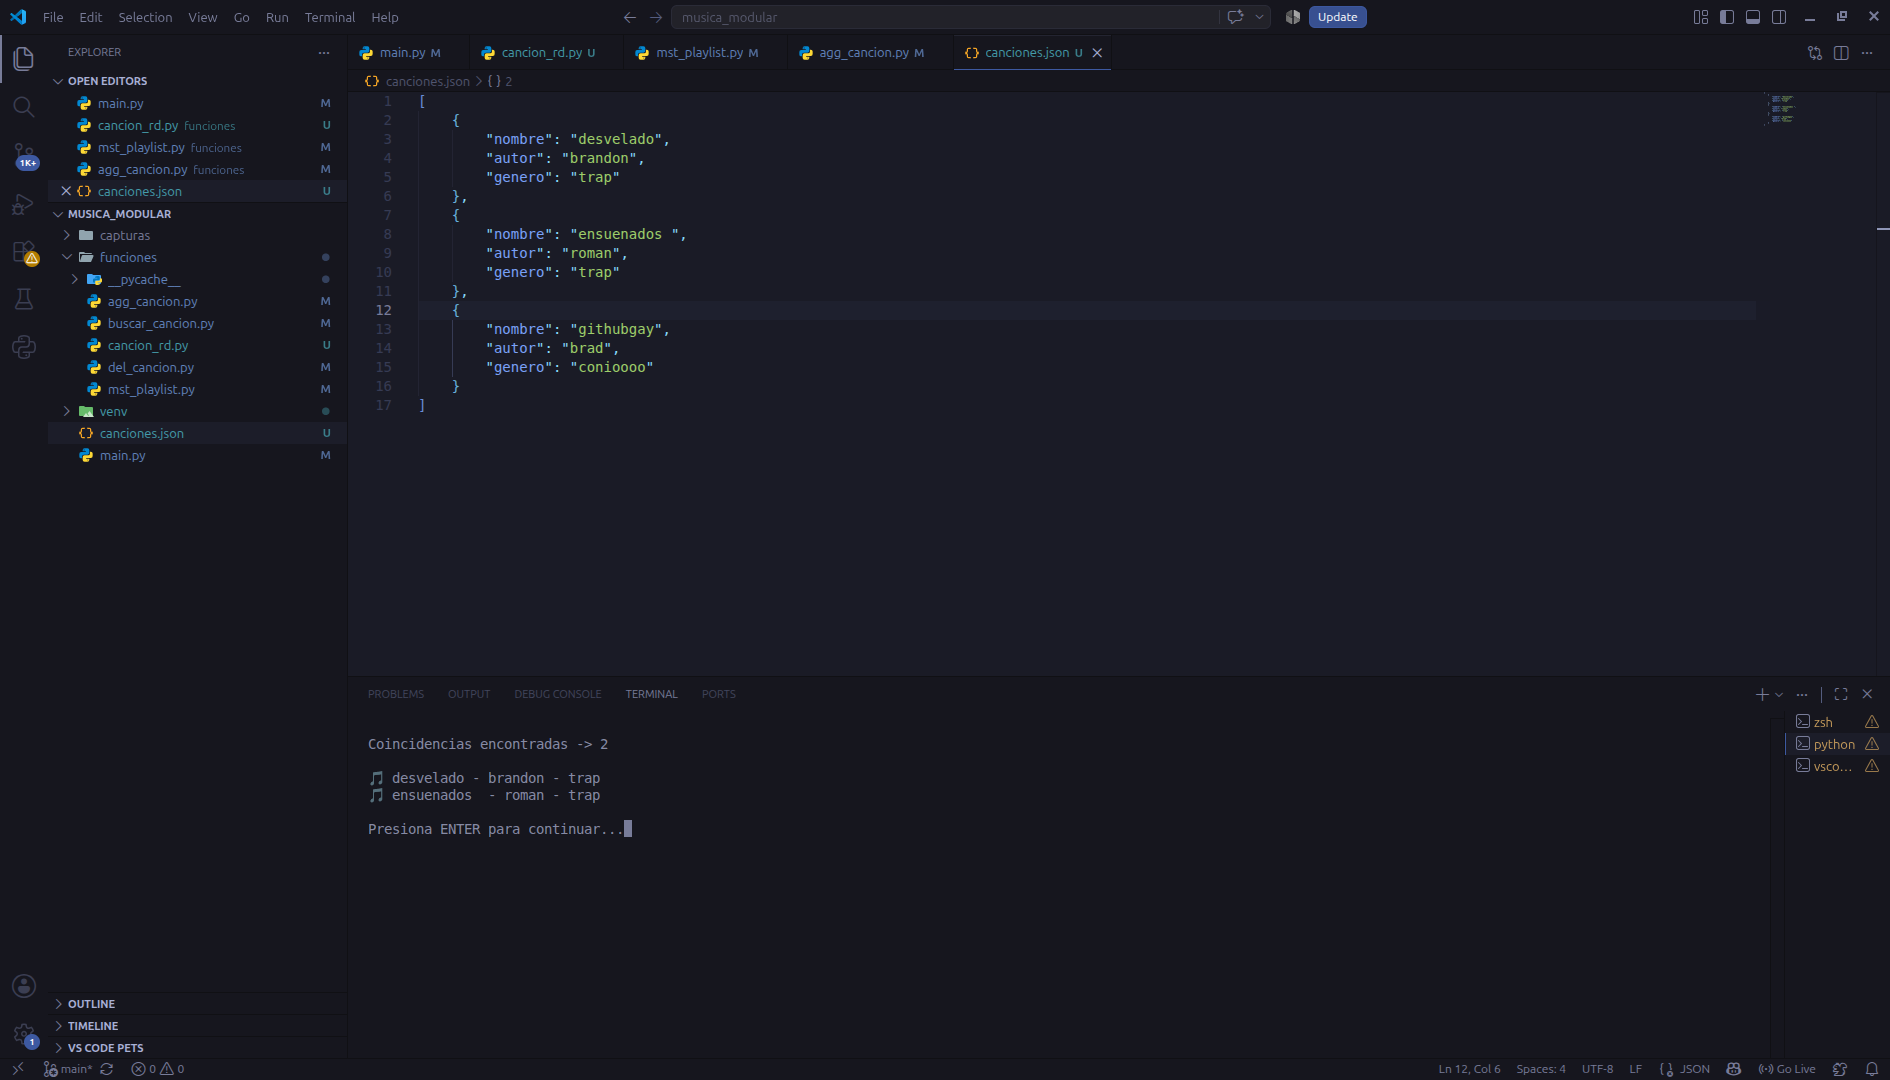 File Edit Selection View Go Run Terminal Help
musica_modular
Update
EXPLORER
OPEN EDITORS
main.py M
cancion_rd.py funciones U
mst_playlist.py funciones M
agg_cancion.py funciones M
canciones.json U
MUSICA_MODULAR
capturas
funciones
__pycache__
agg_cancion.py M
buscar_cancion.py M
cancion_rd.py U
del_cancion.py M
mst_playlist.py M
venv
canciones.json U
main.py M
1K+
OUTLINE
TIMELINE
VS CODE PETS
1
main.py M cancion_rd.py U mst_playlist.py M agg_cancion.py M canciones.json U
canciones.json > { } 2
1 [
2 {
3 "nombre": "desvelado",
4 "autor": "brandon",
5 "genero": "trap"
6 },
7 {
8 "nombre": "ensuenados ",
9 "autor": "roman",
10 "genero": "trap"
11 },
12 {
13 "nombre": "githubgay",
14 "autor": "brad",
15 "genero": "conioooo"
16 }
17 ]
PROBLEMS OUTPUT DEBUG CONSOLE TERMINAL PORTS
Coincidencias encontradas -> 2
🎵 desvelado - brandon - trap
🎵 ensuenados  - roman - trap
Presiona ENTER para continuar...
zsh
python
vsco...
main* 0 0
Ln 12, Col 6 Spaces: 4 UTF-8 LF { } JSON Go Live